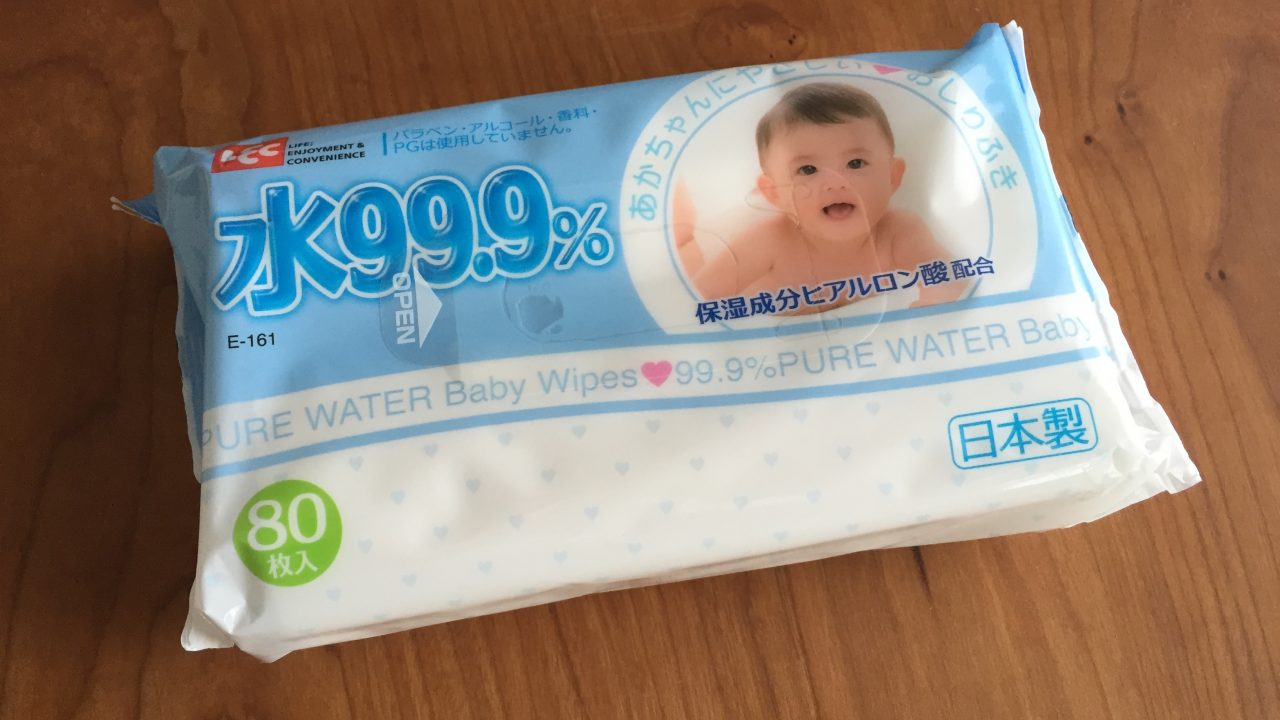 LEC
LIFE;
ENJOYMENT &
CONVENIENCE
パラベン・アルコール・香料・
PGは使用していません。
あかちゃんにやさしい♥おしりふき
水99.9%
OPEN
保湿成分ヒアルロン酸配合
E-161
PURE WATER Baby Wipes♥99.9%PURE WATER Baby
日本製
80
枚入